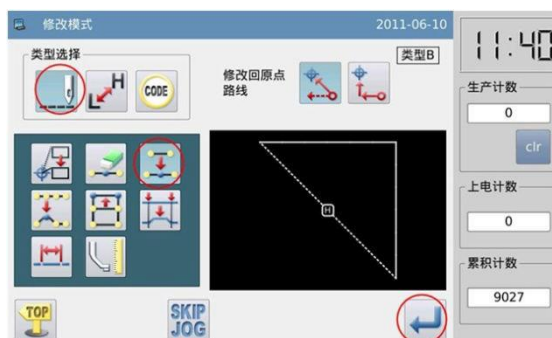 修改模式
2011-06-10
11:40
类型选择
H
L
CODE
修改回原点
路线
类型B
生产计数
0
clr
H
上电计数
0
累积计数
9027
TOP
SKIP
JOG